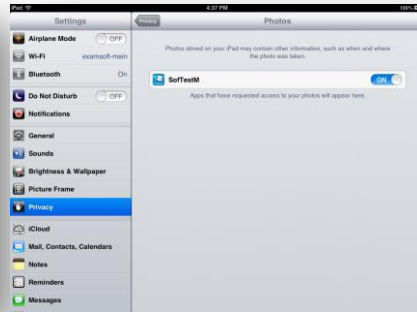 iPad
4:37 PM
100%
Settings
Privacy
Photos
Airplane Mode
OFF
Wi-Fi
examsoft-main
Bluetooth
On
Do Not Disturb
OFF
Notifications
General
Sounds
Brightness & Wallpaper
Picture Frame
Privacy
iCloud
Mail, Contacts, Calendars
Notes
Reminders
Messages
Photos stored on your iPad may contain other information, such as when and where
the photo was taken.
SofTestM
ON
Apps that have requested access to your photos will appear here.